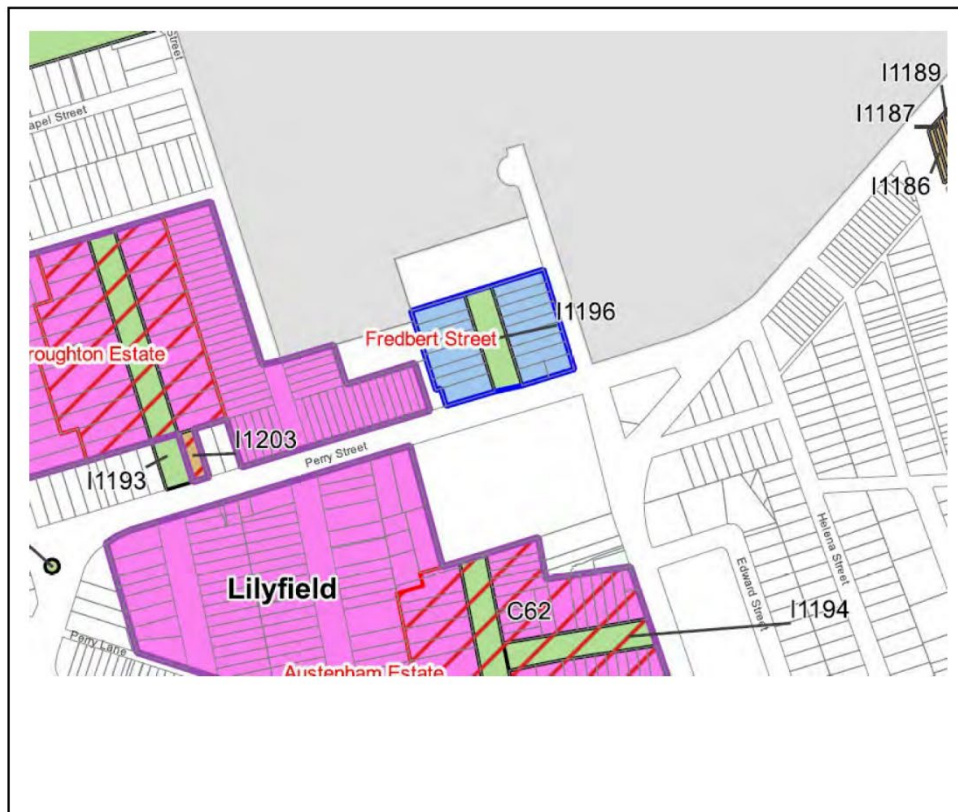 Street
apel Street
I1189
I1187
I1186
I1196
Fredbert Street
roughton Estate
I1203
I1193
Perry Street
Lilyfield
C62
I1194
Helena Street
Edward Street
Perry Lane
Austenham Estate